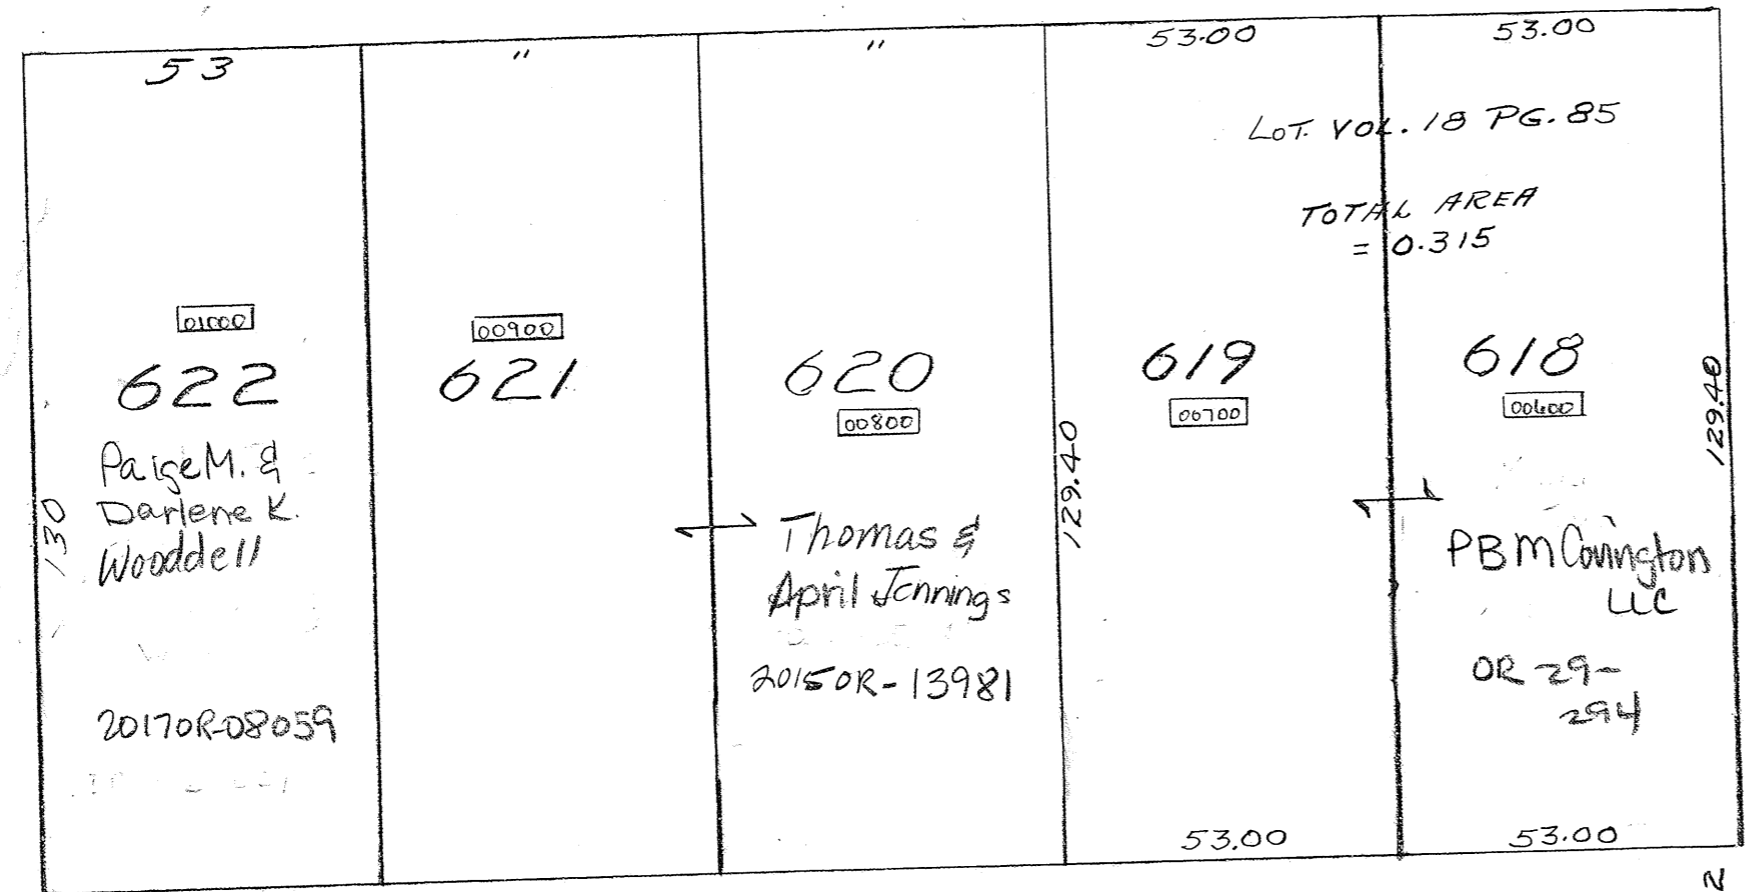 53
"
"
53.00
53.00
LOT. VOL. 18 PG. 85
TOTAL AREA
= 0.315
01000
622
Paige M. &
Darlene K.
Wooddell
130
2017OR-08059
00900
621
620
00800
Thomas &
April Jennings
2015OR-13981
619
00700
129.40
53.00
618
00600
129.40
PBM Covington
LLC
OR 29-
294
53.00
2